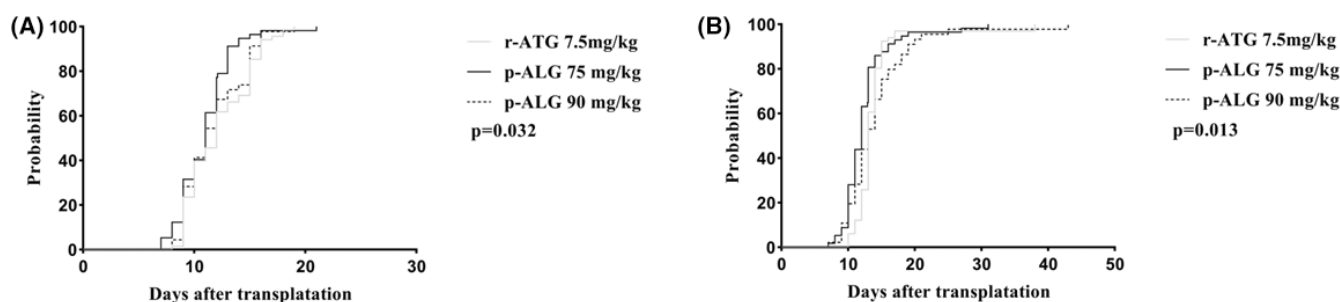 (A)
100
80
60
40
20
0
Probability
0 10 20 30
Days after transplatation
r-ATG 7.5mg/kg
p-ALG 75 mg/kg
p-ALG 90 mg/kg
p=0.032
(B)
100
80
60
40
20
0
Probability
0 10 20 30 40 50
Days after transplatation
r-ATG 7.5mg/kg
p-ALG 75 mg/kg
p-ALG 90 mg/kg
p=0.013